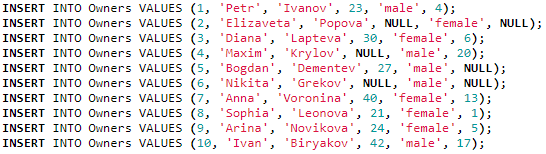 INSERT INTO Owners VALUES (1, 'Petr', 'Ivanov', 23, 'male', 4);
INSERT INTO Owners VALUES (2, 'Elizaveta', 'Popova', NULL, 'female', NULL);
INSERT INTO Owners VALUES (3, 'Diana', 'Lapteva', 30, 'female', 6);
INSERT INTO Owners VALUES (4, 'Maxim', 'Krylov', NULL, 'male', 20);
INSERT INTO Owners VALUES (5, 'Bogdan', 'Dementev', 27, 'male', NULL);
INSERT INTO Owners VALUES (6, 'Nikita', 'Grekov', NULL, 'male', NULL);
INSERT INTO Owners VALUES (7, 'Anna', 'Voronina', 40, 'female', 13);
INSERT INTO Owners VALUES (8, 'Sophia', 'Leonova', 21, 'female', 1);
INSERT INTO Owners VALUES (9, 'Arina', 'Novikova', 24, 'female', 5);
INSERT INTO Owners VALUES (10, 'Ivan', 'Biryakov', 42, 'male', 17);